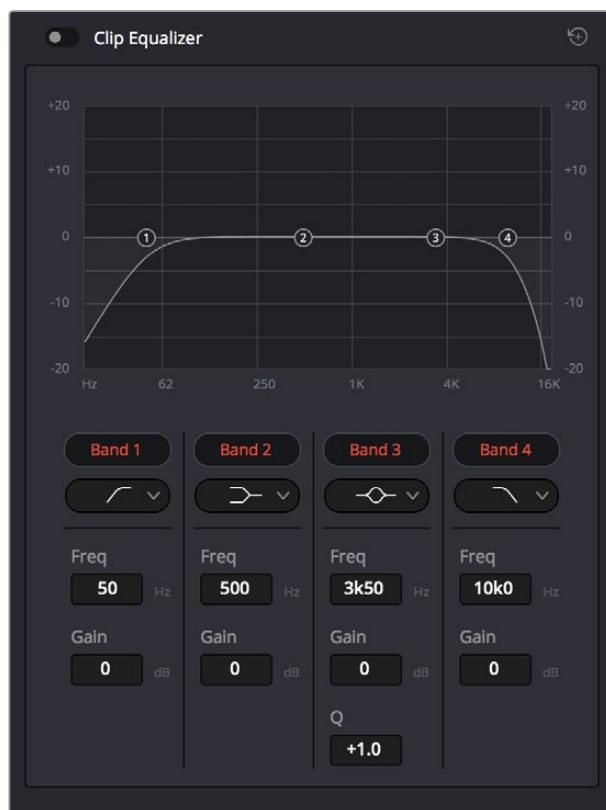 Clip Equalizer
+20 +20
+10 +10
0 1 2 3 4 0
-10 -10
-20 -20
Hz 62 250 1K 4K 16K
Band 1 Band 2 Band 3 Band 4
Freq Freq Freq Freq
50 Hz 500 Hz 3k50 Hz 10k0 Hz
Gain Gain Gain Gain
0 dB 0 dB 0 dB 0 dB
Q
+1.0